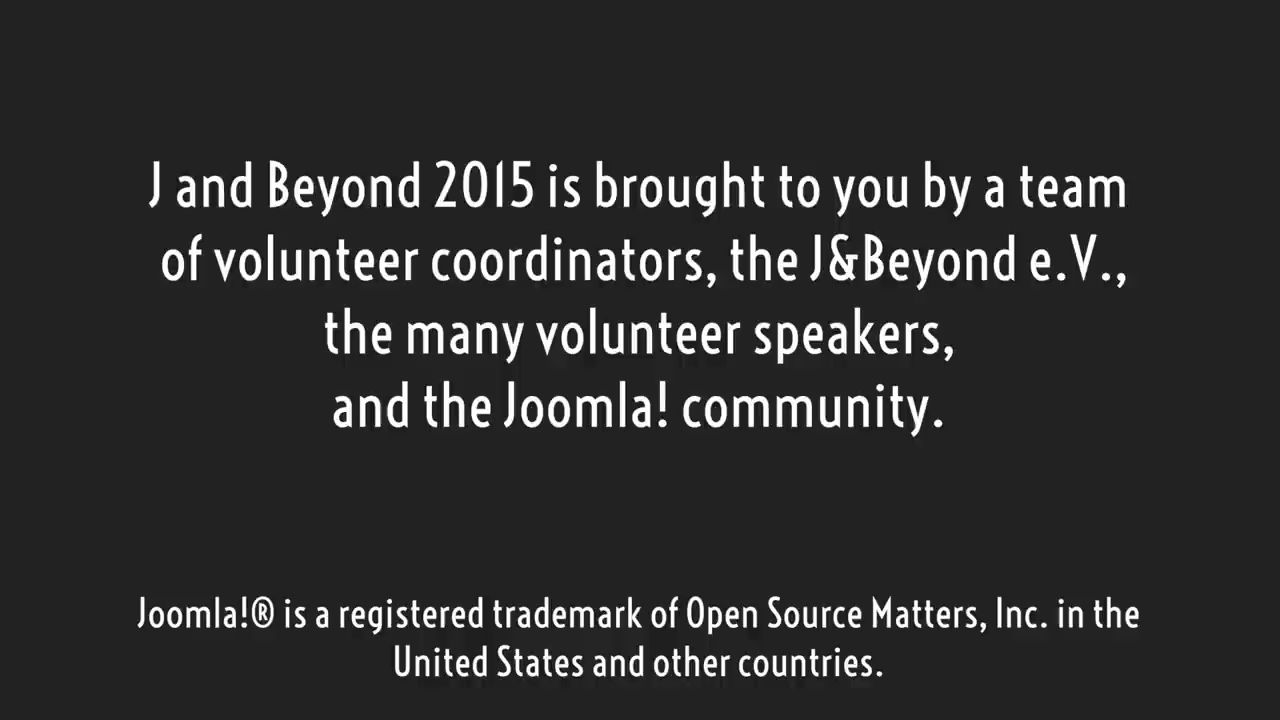 J and Beyond 2015 is brought to you by a team
of volunteer coordinators, the J&Beyond e.V.,
the many volunteer speakers,
and the Joomla! community.
Joomla!® is a registered trademark of Open Source Matters, Inc. in the
United States and other countries.